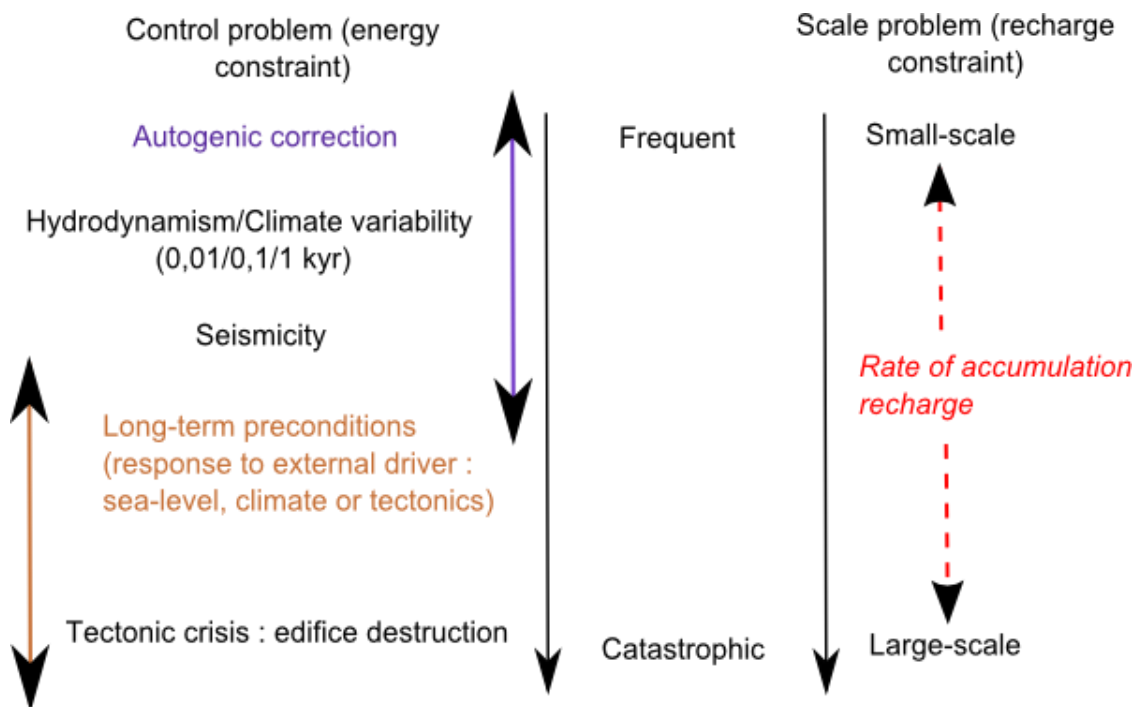 Control problem (energy
constraint)
Scale problem (recharge
constraint)
Autogenic correction
Frequent
Small-scale
Hydrodynamism/Climate variability
(0,01/0,1/1 kyr)
Seismicity
Rate of accumulation
recharge
Long-term preconditions
(response to external driver :
sea-level, climate or tectonics)
Tectonic crisis : edifice destruction
Catastrophic
Large-scale